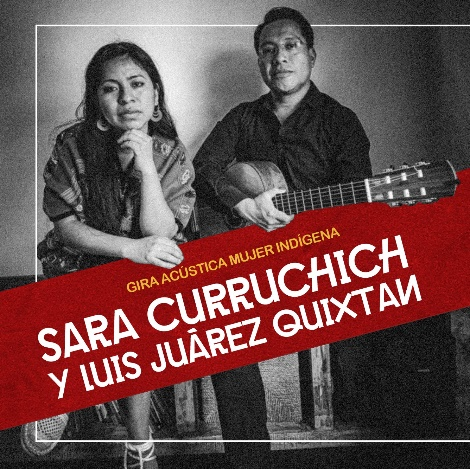 GIRA ACÚSTICA MUJER INDÍGENA
SARA CURRUCHICH
Y LUIS JUÁREZ QUIXTAN